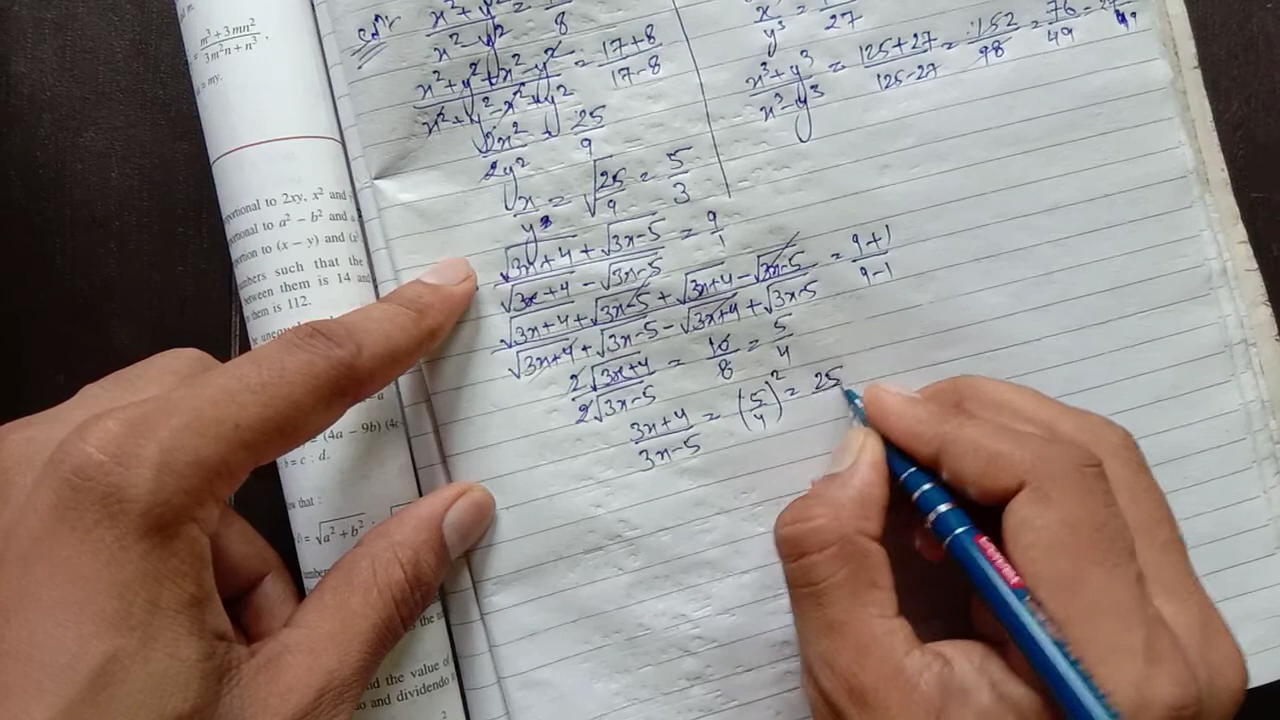 m³ + 3mn²
3m²n + n³
= my.
portional to 2xy, x² and
portional to a² − b² and
ortion to (x − y) and (x
mbers such that the
between them is 14 and
them is 112.
(4a − 9b) (4
b = c : d.
that :
= √(a² + b²)
the
nd the value of
and dividendo
2
x² + y² =
x² − y² 8
x² + y² + x² − y² = 17+8
x² + y² − x² + y² 17−8
2x² = 25
2y² 9
x = √25 = 5
y 9 3
√3x+4 + √3x−5 = 9
√3x+4 − √3x−5 1
√3x+4 + √3x−5 + √3x+4 − √3x−5 = 9+1
√3x+4 + √3x−5 − √3x+4 + √3x−5 9−1
2√3x+4 = 10 = 5
2√3x−5 8 4
3x+4 = (5/4)² = 25
3x−5
y³ 27
x³ + y³ = 125+27 = 152 = 76
x³ − y³ 125−27 98 49